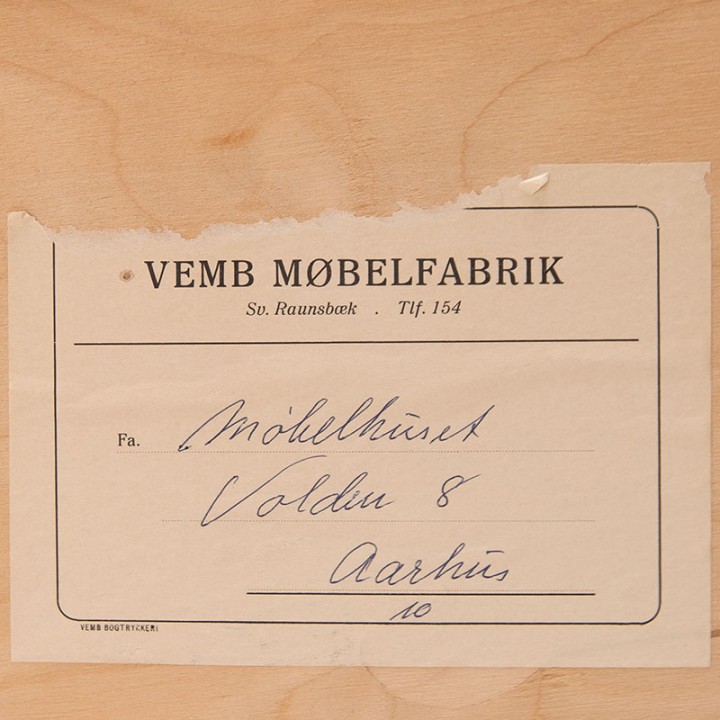 VEMB MØBELFABRIK
Sv. Raunsbæk . Tlf. 154
Fa. Møbelhuset
Volden 8
Aarhus
10
VEMB BOGTRYKKERI